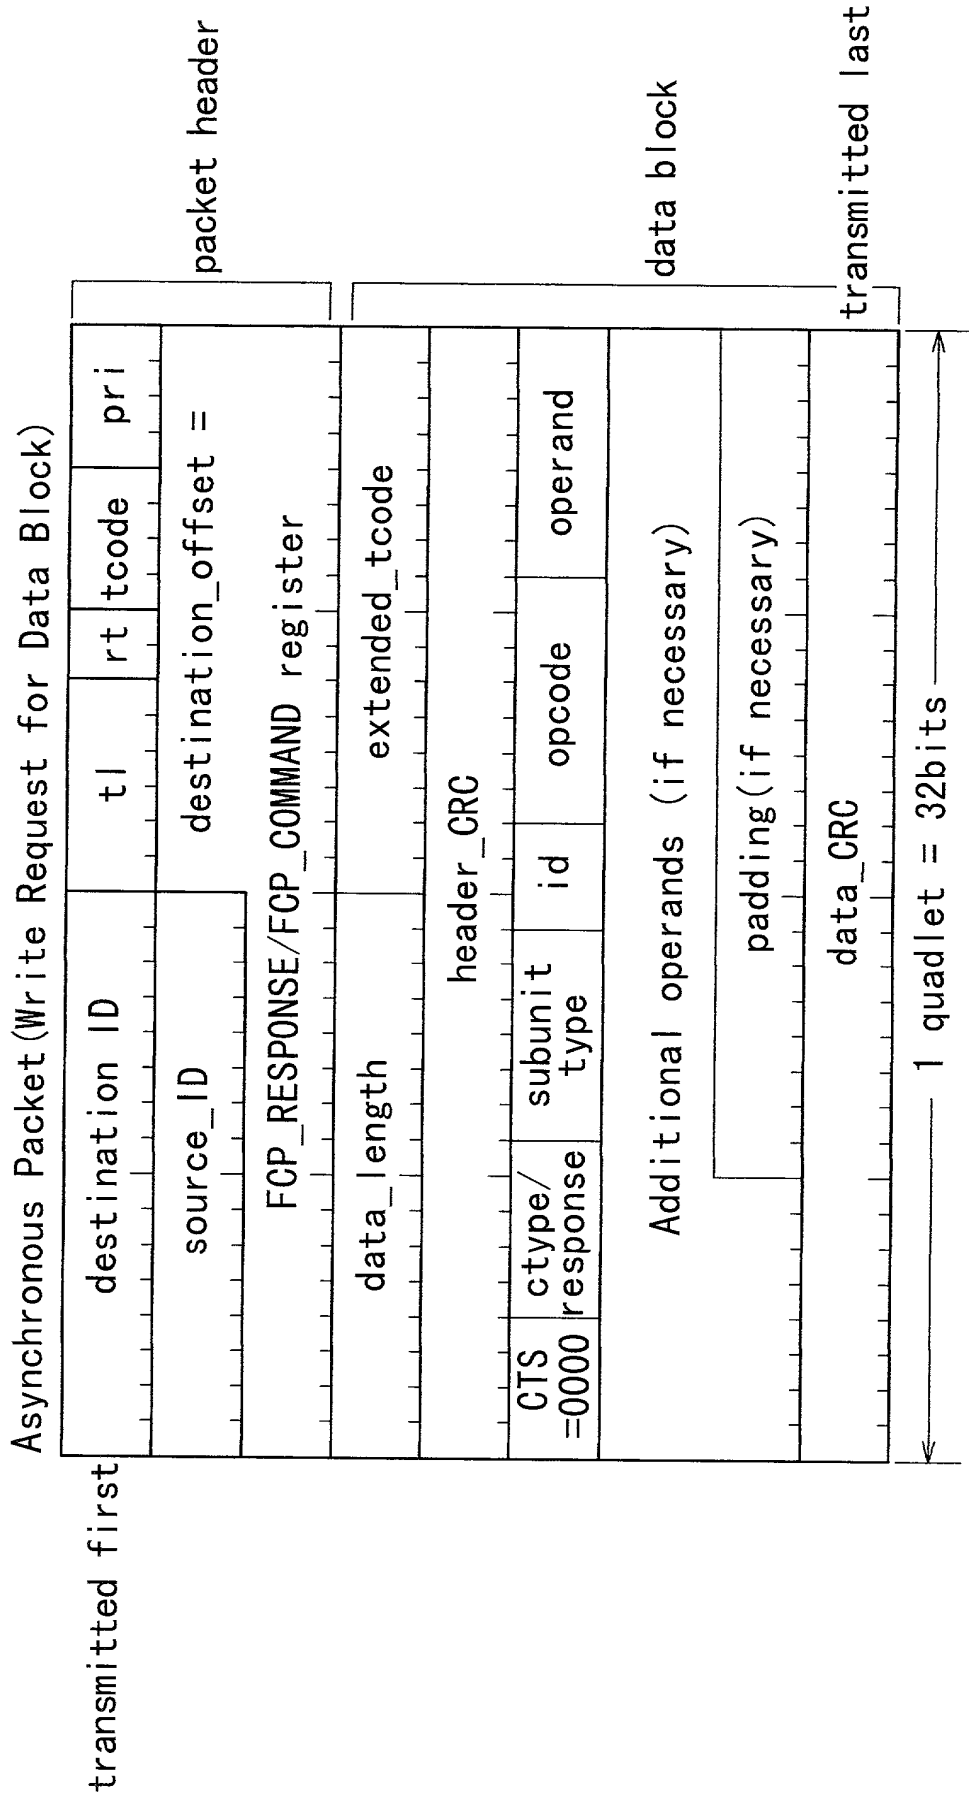 Asynchronous Packet(Write Request for Data Block)
transmitted first
destination ID tl rt tcode pri
source_ID destination_offset =
FCP_RESPONSE/FCP_COMMAND register
packet header
data_length extended_tcode
header_CRC
CTS
=0000
ctype/
response
subunit
type
id
opcode
operand
Additional operands (if necessary)
padding(if necessary)
data_CRC
data block
transmitted last
1 quadlet = 32bits